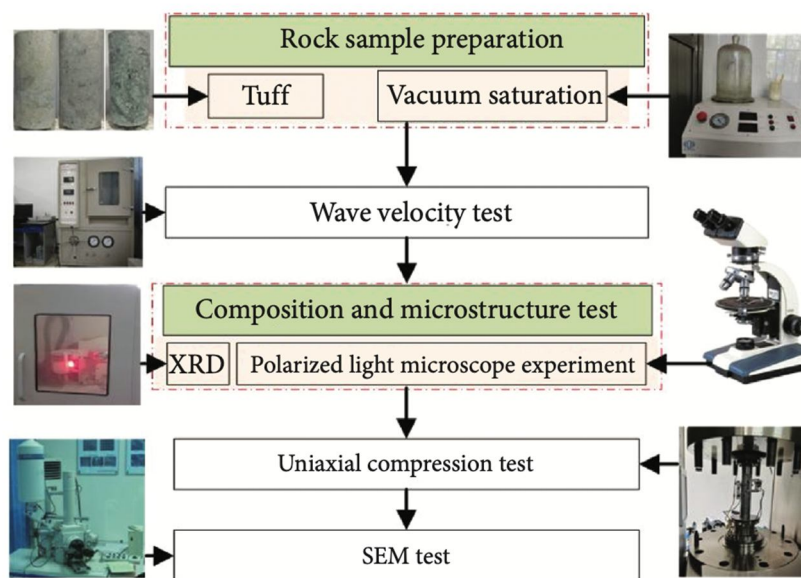 Rock sample preparation
Tuff
Vacuum saturation
Wave velocity test
Composition and microstructure test
XRD
Polarized light microscope experiment
Uniaxial compression test
SEM test